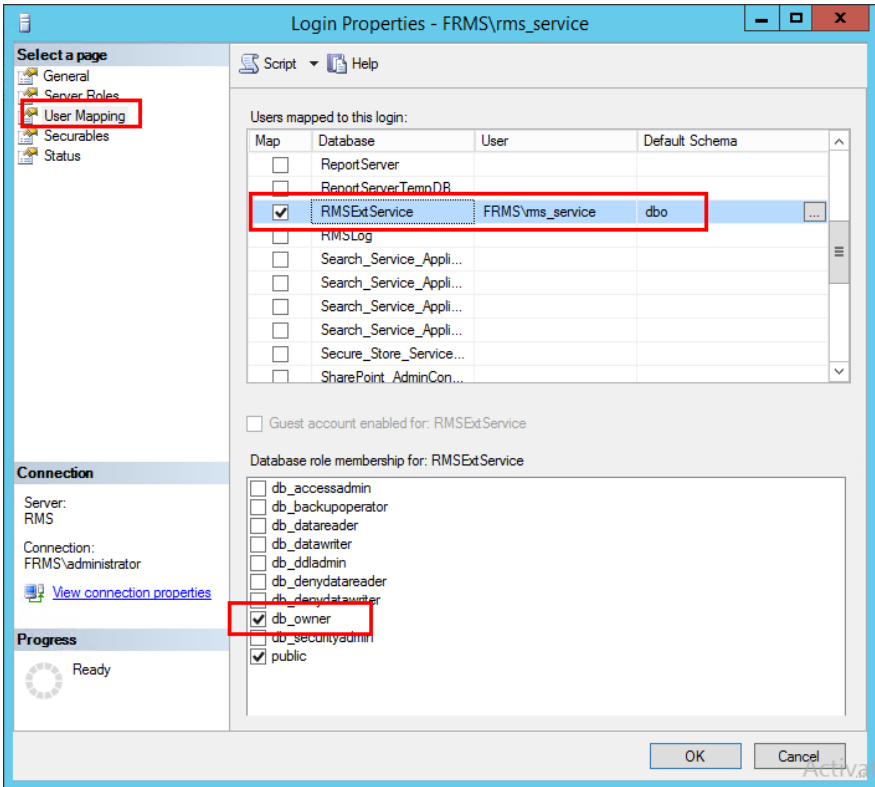 Login Properties - FRMS\rms_service
Select a page
General
Server Roles
User Mapping
Securables
Status
Script Help
Users mapped to this login:
Map Database User Default Schema
ReportServer
ReportServerTempDB
RMSExtService FRMS\rms_service dbo ...
RMSLog
Search_Service_Appli...
Search_Service_Appli...
Search_Service_Appli...
Search_Service_Appli...
Secure_Store_Service...
SharePoint_AdminCon...
Guest account enabled for: RMSExtService
Database role membership for: RMSExtService
db_accessadmin
db_backupoperator
db_datareader
db_datawriter
db_ddladmin
db_denydatareader
db_denydatawriter
db_owner
db_securityadmin
public
Connection
Server:
RMS
Connection:
FRMS\administrator
View connection properties
Progress
Ready
OK Cancel
Activa